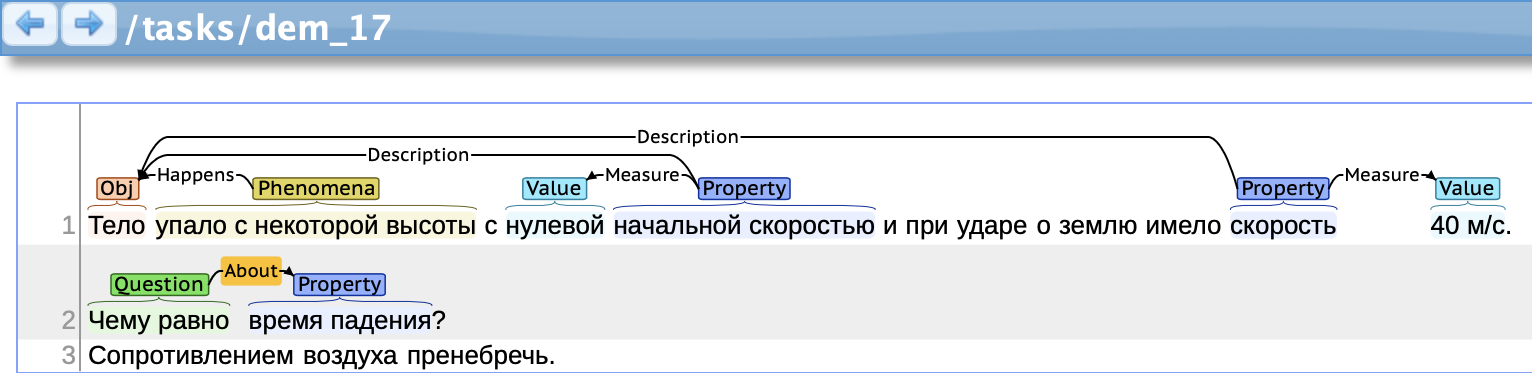 /tasks/dem_17
Description
Description
Happens Measure Measure
Obj Phenomena Value Property Property Value
1 Тело упало с некоторой высоты с нулевой начальной скоростью и при ударе о землю имело скорость 40 м/с.
About
Question Property
2 Чему равно время падения?
3 Сопротивлением воздуха пренебречь.